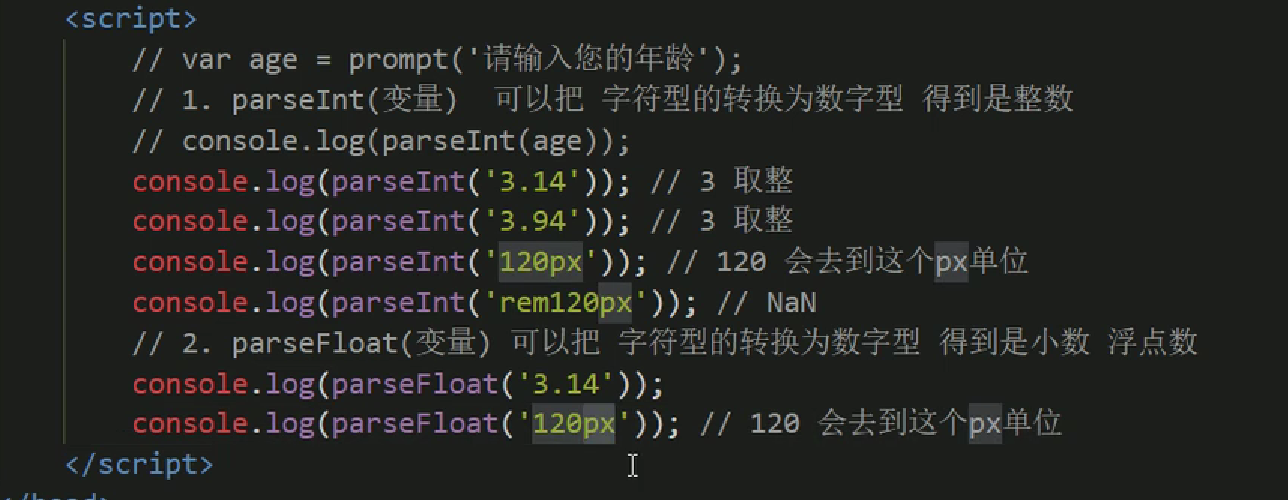 <script>
// var age = prompt('请输入您的年龄');
// 1. parseInt(变量)  可以把 字符型的转换为数字型 得到是整数
// console.log(parseInt(age));
console.log(parseInt('3.14')); // 3 取整
console.log(parseInt('3.94')); // 3 取整
console.log(parseInt('120px')); // 120 会去到这个px单位
console.log(parseInt('rem120px')); // NaN
// 2. parseFloat(变量) 可以把 字符型的转换为数字型 得到是小数 浮点数
console.log(parseFloat('3.14'));
console.log(parseFloat('120px')); // 120 会去到这个px单位
</script>